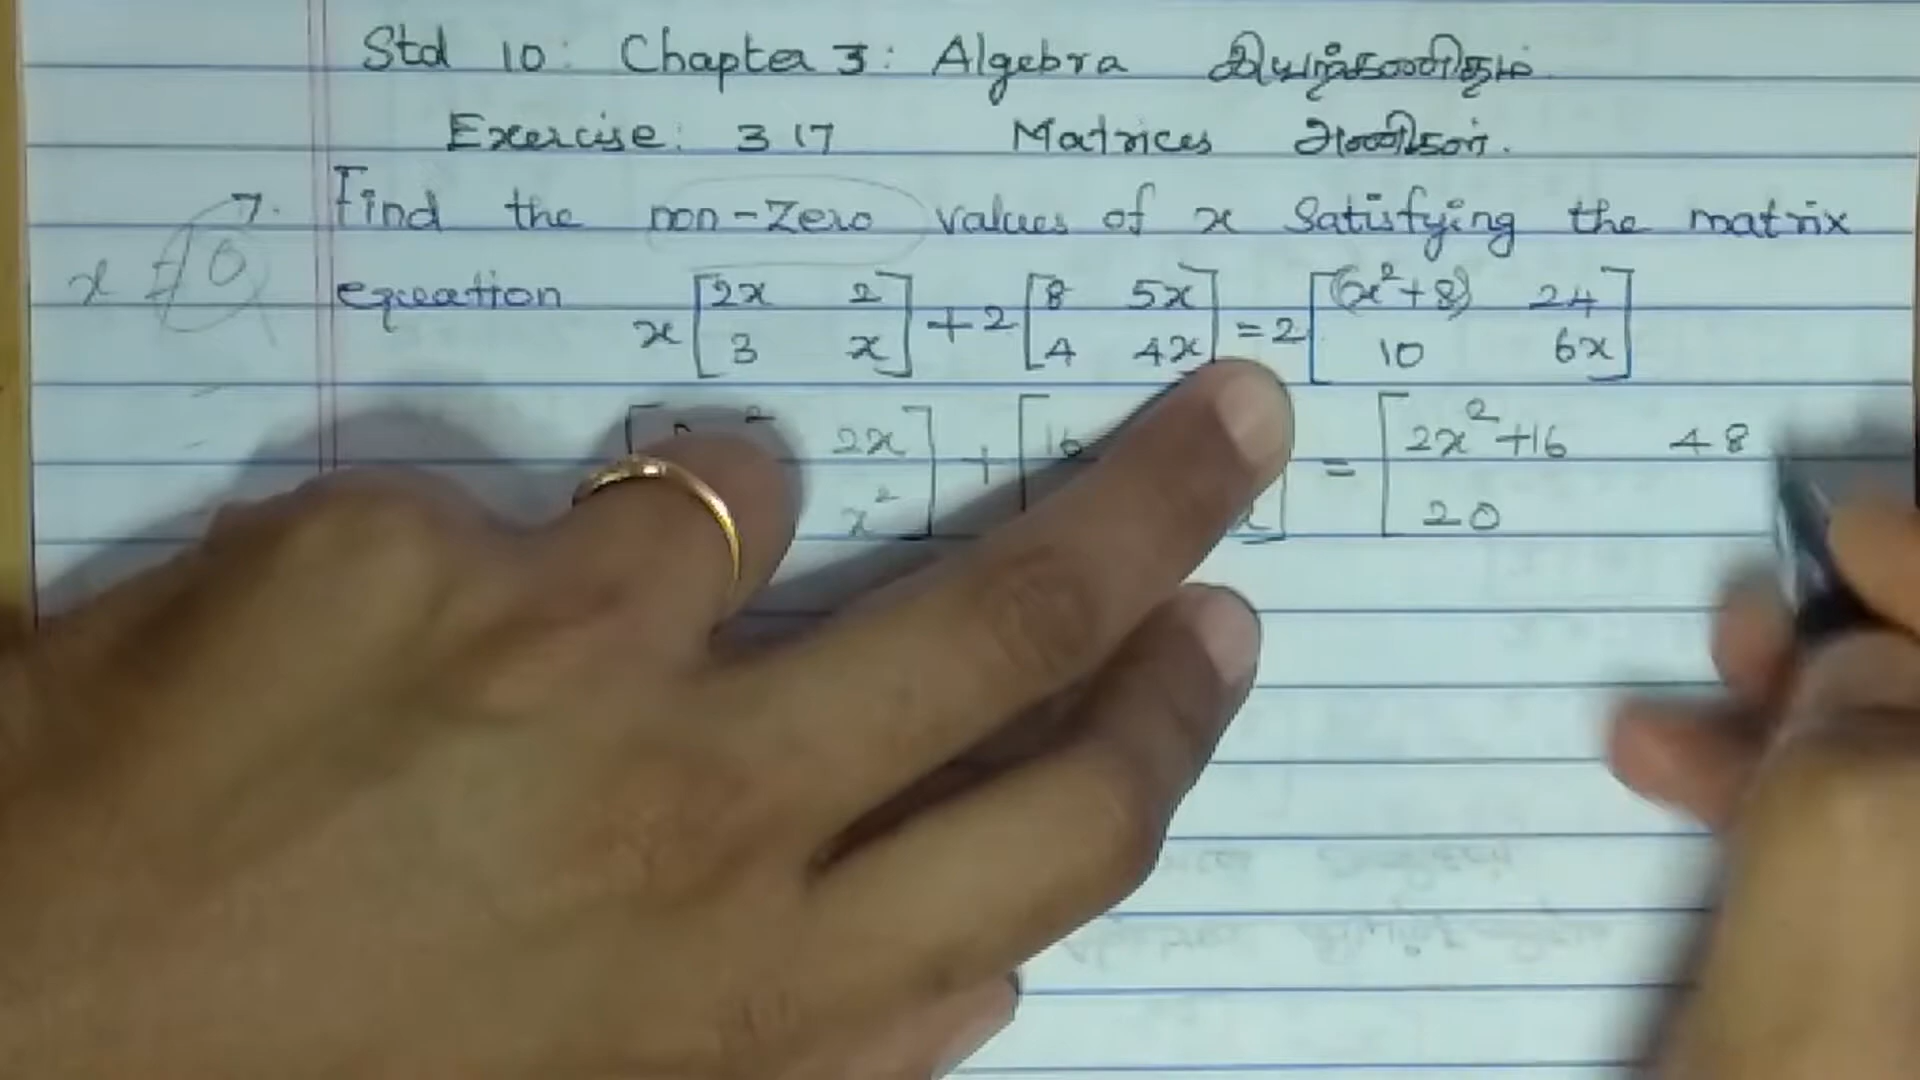 Std 10: Chapter 3: Algebra இயற்கணிதம்
Exercise: 3.17 Matrices அணிகள்.
7. Find the non-Zero values of x Satisfying the matrix
x ≠ 0 equation x [2x 2; 3 x] + 2 [8 5x; 4 4x] = 2 [(x²+8) 24; 10 6x]
2x + [16 = [2x²+16 48
x² 20